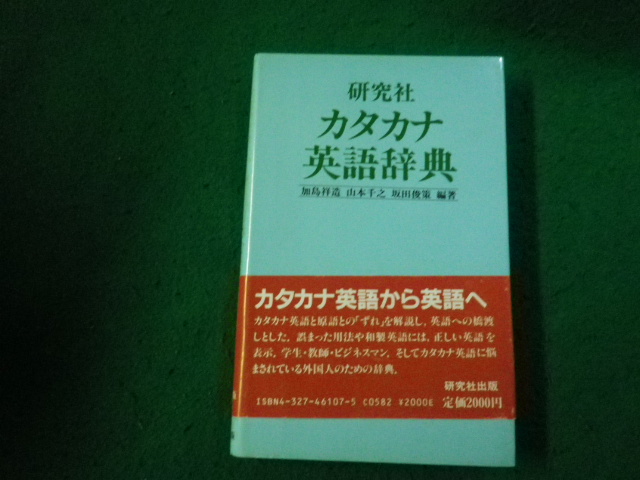 研究社
カタカナ
英語辞典
加島祥造 山本千之 坂田俊策 編著
カタカナ英語から英語へ
カタカナ英語と原語との「ずれ」を解説し、英語への橋渡
しとした。誤まった用法や和製英語には、正しい英語を
表示。学生・教師・ビジネスマン、そしてカタカナ英語に悩
まされている外国人のための辞典。
研究社出版
ISBN4-327-46107-5 C0582 ¥2000E 定価2000円